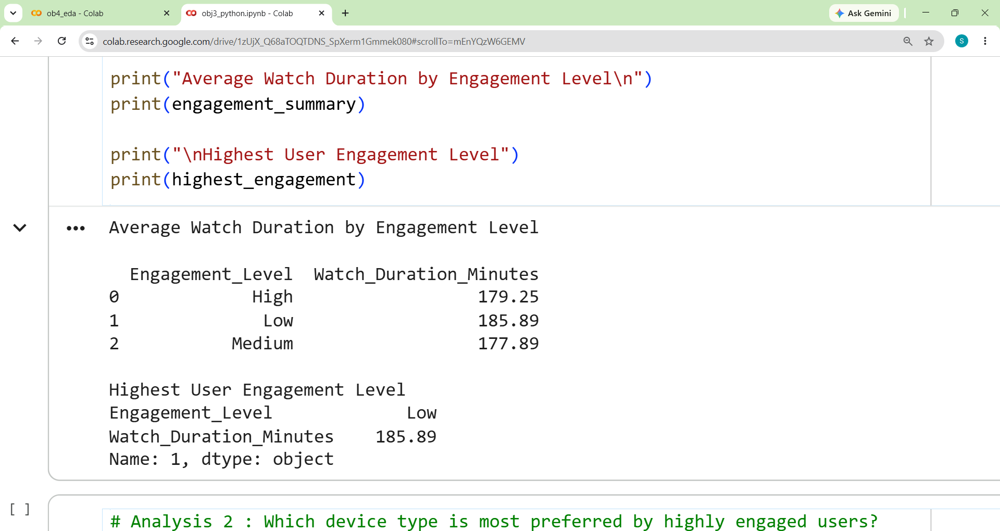 ob4_eda - Colab
obj3_python.ipynb - Colab
Ask Gemini
colab.research.google.com/drive/1zUjX_Q68aTOQTDNS_SpXerm1Gmmek080#scrollTo=mEnYQzW6GEMV
S
print("Average Watch Duration by Engagement Level\n")
print(engagement_summary)
print("\nHighest User Engagement Level")
print(highest_engagement)
Average Watch Duration by Engagement Level
Engagement_Level Watch_Duration_Minutes
0 High 179.25
1 Low 185.89
2 Medium 177.89
Highest User Engagement Level
Engagement_Level Low
Watch_Duration_Minutes 185.89
Name: 1, dtype: object
[ ]
# Analysis 2 : Which device type is most preferred by highly engaged users?